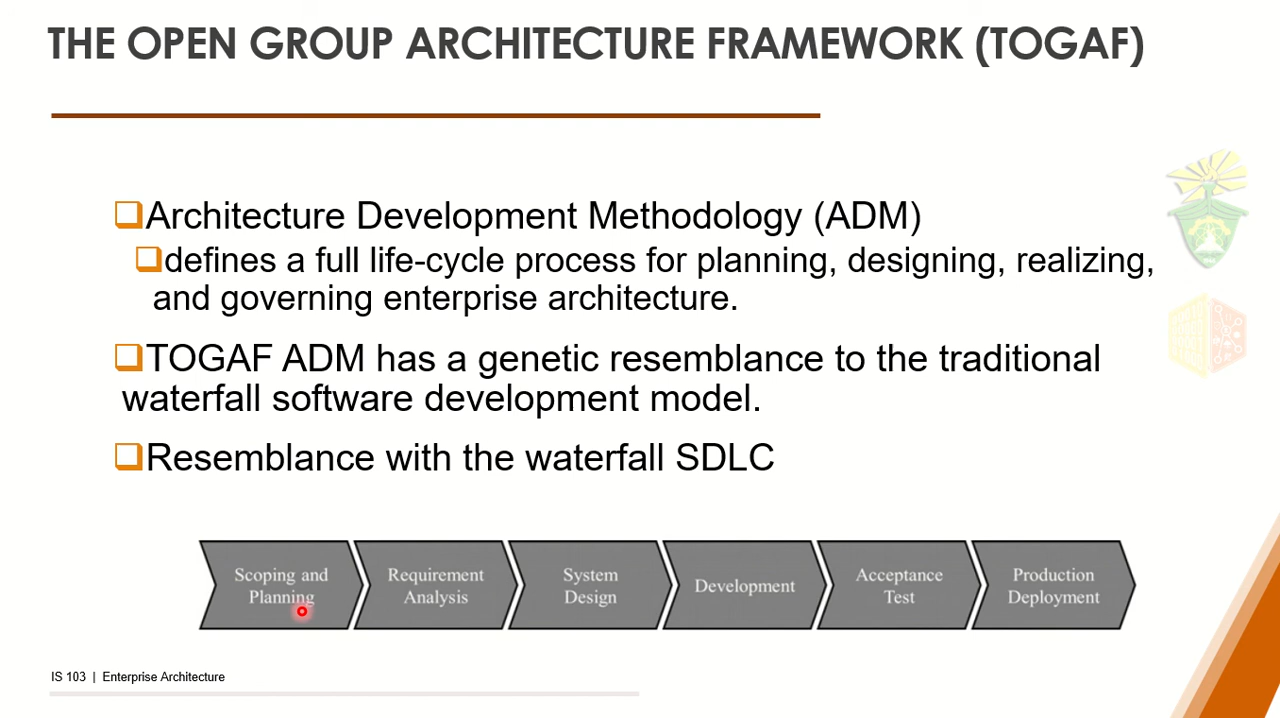 THE OPEN GROUP ARCHITECTURE FRAMEWORK (TOGAF)
Architecture Development Methodology (ADM)
defines a full life-cycle process for planning, designing, realizing,
and governing enterprise architecture.
TOGAF ADM has a genetic resemblance to the traditional
waterfall software development model.
Resemblance with the waterfall SDLC
Scoping and
Planning
Requirement
Analysis
System
Design
Development
Acceptance
Test
Production
Deployment
IS 103 | Enterprise Architecture